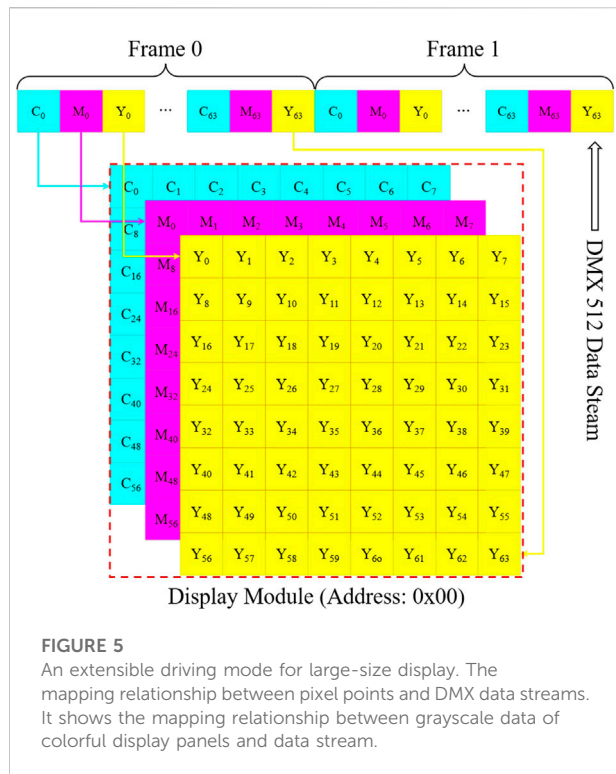 Frame 0 Frame 1
C₀ M₀ Y₀ ... C₆₃ M₆₃ Y₆₃ C₀ M₀ Y₀ ... C₆₃ M₆₃ Y₆₃
C₀ C₁ C₂ C₃ C₄ C₅ C₆ C₇
C₈ M₀ M₁ M₂ M₃ M₄ M₅ M₆ M₇
C₁₆ M₈ Y₀ Y₁ Y₂ Y₃ Y₄ Y₅ Y₆ Y₇
M₁₆ Y₈ Y₉ Y₁₀ Y₁₁ Y₁₂ Y₁₃ Y₁₄ Y₁₅
C₂₄ M₂₄ Y₁₆ Y₁₇ Y₁₈ Y₁₉ Y₂₀ Y₂₁ Y₂₂ Y₂₃
C₃₂ M₃₂ Y₂₄ Y₂₅ Y₂₆ Y₂₇ Y₂₈ Y₂₉ Y₃₀ Y₃₁
C₄₀ M₄₀ Y₃₂ Y₃₃ Y₃₄ Y₃₅ Y₃₆ Y₃₇ Y₃₈ Y₃₉
C₄₈ M₄₈ Y₄₀ Y₄₁ Y₄₂ Y₄₃ Y₄₄ Y₄₅ Y₄₆ Y₄₇
C₅₆ M₅₆ Y₄₈ Y₄₉ Y₅₀ Y₅₁ Y₅₂ Y₅₃ Y₅₄ Y₅₅
Y₅₆ Y₅₇ Y₅₈ Y₅₉ Y₆ₒ Y₆₁ Y₆₂ Y₆₃
DMX 512 Data Steam
Display Module (Address: 0x00)
FIGURE 5
An extensible driving mode for large-size display. The
mapping relationship between pixel points and DMX data streams.
It shows the mapping relationship between grayscale data of
colorful display panels and data stream.